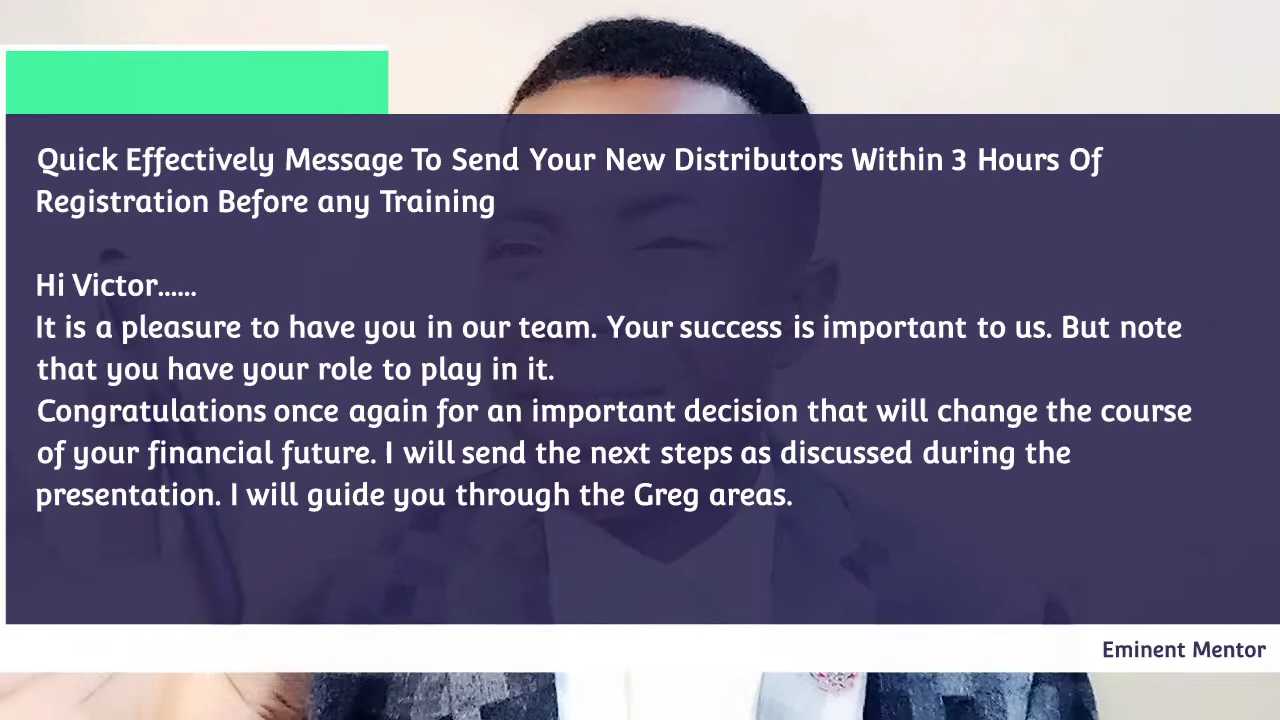 Quick Effectively Message To Send Your New Distributors Within 3 Hours Of
Registration Before any Training
Hi Victor......
It is a pleasure to have you in our team. Your success is important to us. But note
that you have your role to play in it.
Congratulations once again for an important decision that will change the course
of your financial future. I will send the next steps as discussed during the
presentation. I will guide you through the Greg areas.
Eminent Mentor